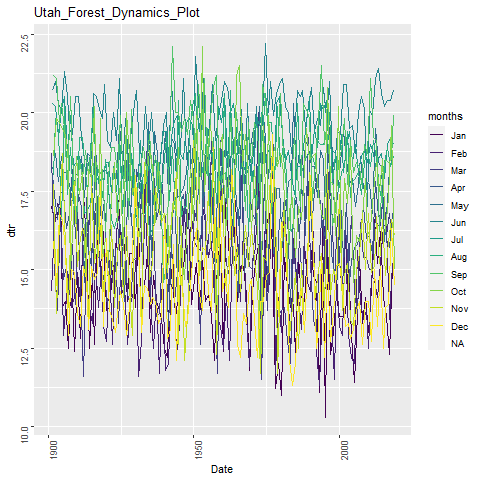 Utah_Forest_Dynamics_Plot
22.5
20.0
17.5
15.0
12.5
10.0
dtr
1900
1950
2000
Date
months
Jan
Feb
Mar
Apr
May
Jun
Jul
Aug
Sep
Oct
Nov
Dec
NA